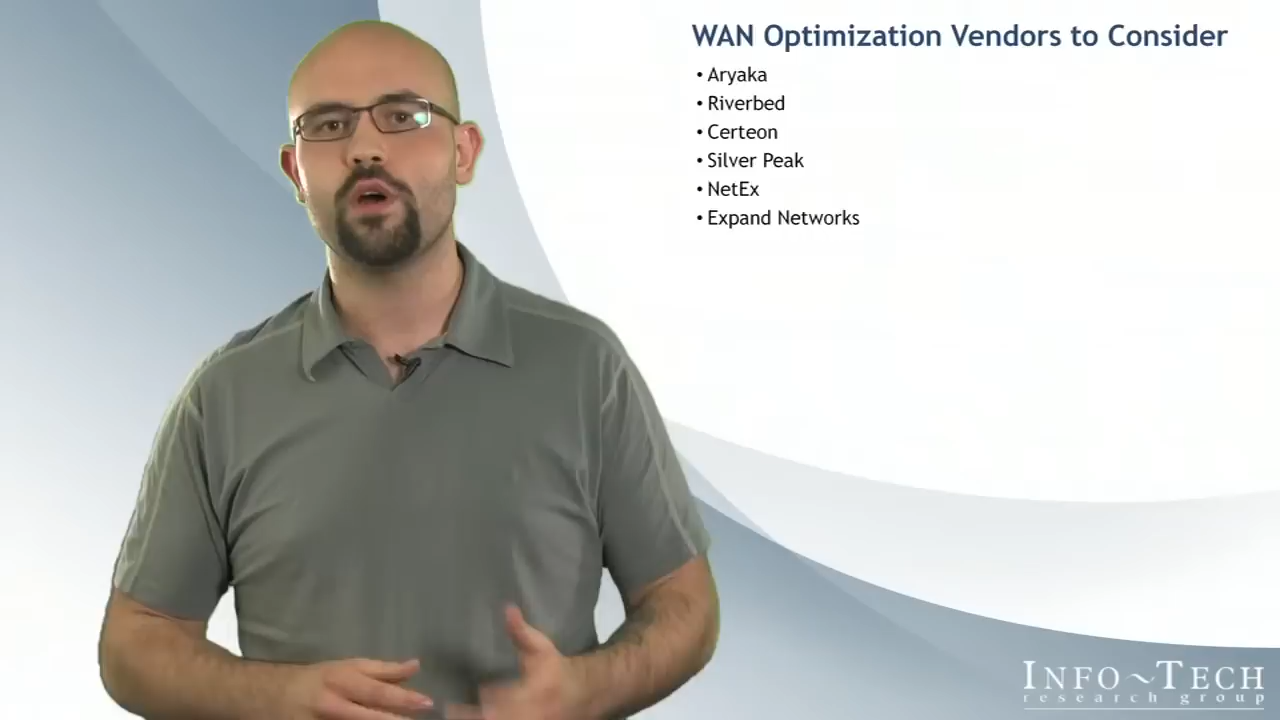 WAN Optimization Vendors to Consider
• Aryaka
• Riverbed
• Certeon
• Silver Peak
• NetEx
• Expand Networks
INFO~TECH
research group